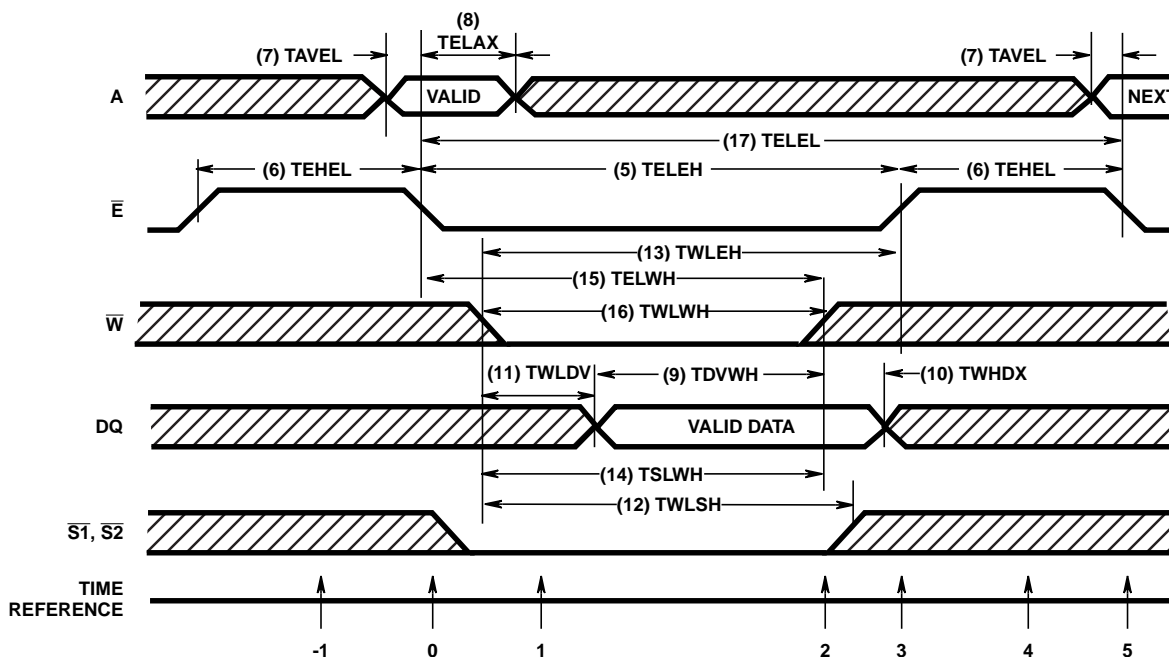 (8)
(7) TAVEL TELAX (7) TAVEL
A VALID NEXT
(17) TELEL
(6) TEHEL (5) TELEH (6) TEHEL
E
(13) TWLEH
(15) TELWH
W (16) TWLWH
(11) TWLDV (9) TDVWH (10) TWHDX
DQ VALID DATA
(14) TSLWH
(12) TWLSH
S1, S2
TIME
REFERENCE
-1 0 1 2 3 4 5